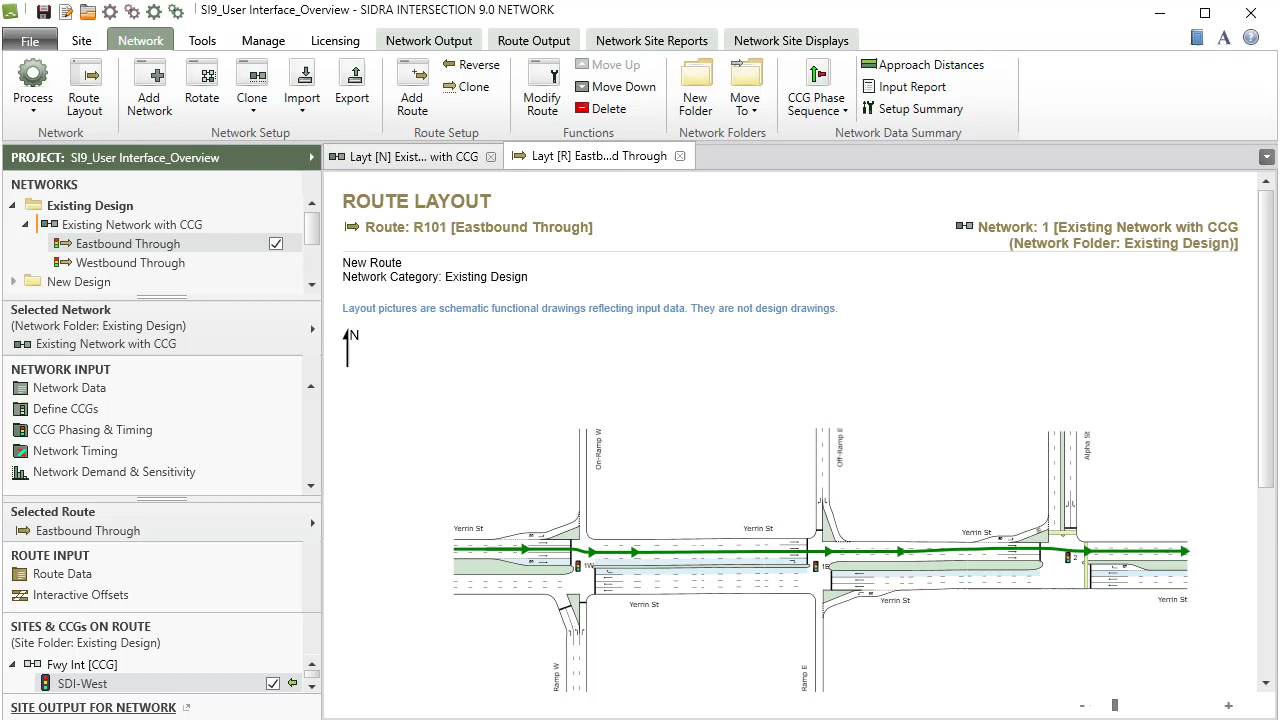 SI9_User Interface_Overview - SIDRA INTERSECTION 9.0 NETWORK
File Site Network Tools Manage Licensing Network Output Route Output Network Site Reports Network Site Displays
Process
Route Layout
Network
Add Network
Rotate
Clone
Import
Export
Network Setup
Add Route
Reverse
Clone
Route Setup
Modify Route
Move Up
Move Down
Delete
Functions
New Folder
Move To
Network Folders
CCG Phase Sequence
Approach Distances
Input Report
Setup Summary
Network Data Summary
PROJECT: SI9_User Interface_Overview
Layt [N] Exist... with CCG
Layt [R] Eastb...d Through
NETWORKS
Existing Design
Existing Network with CCG
Eastbound Through
Westbound Through
New Design
Selected Network
(Network Folder: Existing Design)
Existing Network with CCG
NETWORK INPUT
Network Data
Define CCGs
CCG Phasing & Timing
Network Timing
Network Demand & Sensitivity
Selected Route
Eastbound Through
ROUTE INPUT
Route Data
Interactive Offsets
SITES & CCGs ON ROUTE
(Site Folder: Existing Design)
Fwy Int [CCG]
SDI-West
SITE OUTPUT FOR NETWORK
ROUTE LAYOUT
Route: R101 [Eastbound Through]
Network: 1 [Existing Network with CCG
(Network Folder: Existing Design)]
New Route
Network Category: Existing Design
Layout pictures are schematic functional drawings reflecting input data. They are not design drawings.
N
On-Ramp W
Off-Ramp E
Alpha St
Yerrin St
Yerrin St
Yerrin St
1W
1E
2
Yerrin St
Yerrin St
Yerrin St
Ramp W
Ramp E